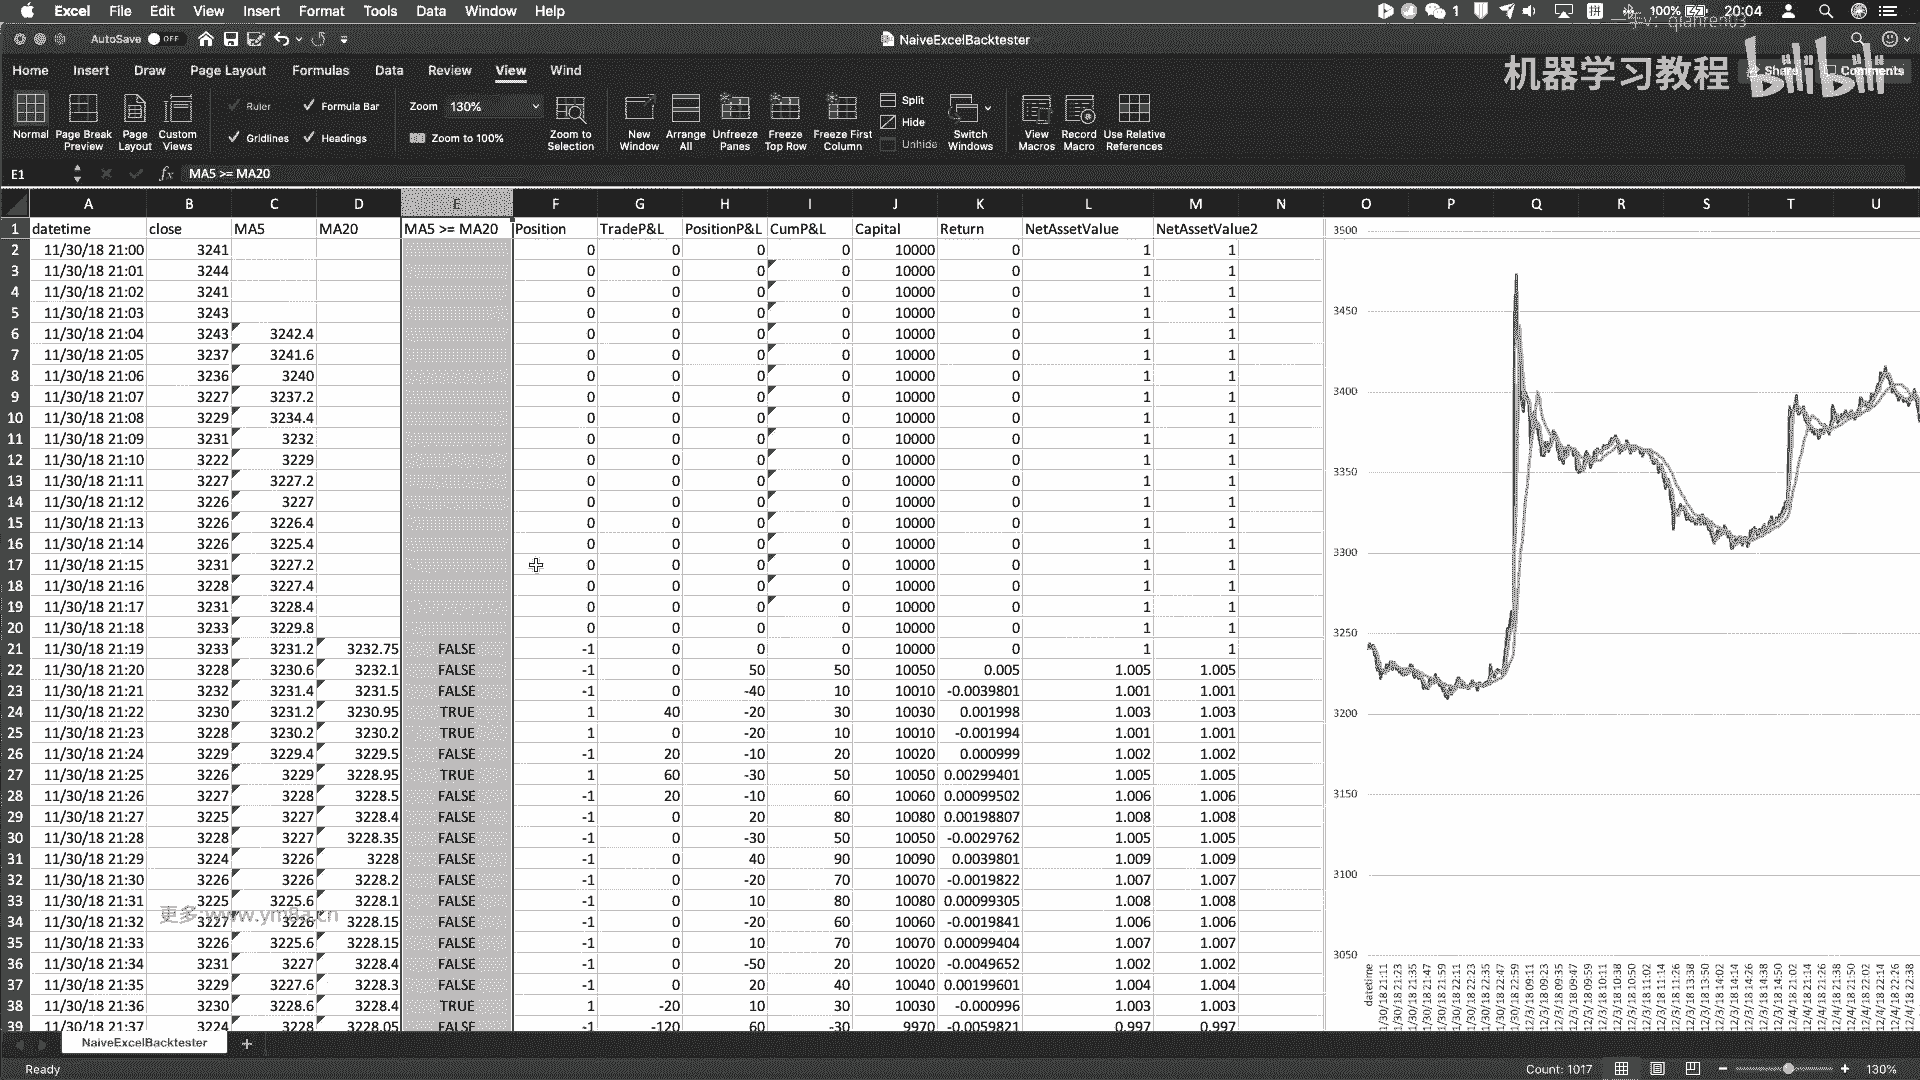 Excel File Edit View Insert Format Tools Data Window Help 1 100% 20:04
AutoSave OFF NaiveExcelBacktester
机器学习教程 bilibili
Home Insert Draw Page Layout Formulas Data Review View Wind Share Comments
Ruler Formula Bar Zoom 130% Split
Gridlines Headings Zoom to 100% Hide
Normal Page Break Preview Page Layout Custom Views Zoom to Selection New Window Arrange All Unfreeze Panes Freeze Top Row Freeze First Column Unhide Switch Windows View Macros Record Macro Use Relative References
E1 fx MA5 >= MA20
A B C D E F G H I J K L M N O P Q R S T U
1 datetime close MA5 MA20 MA5 >= MA20 Position TradeP&L PositionP&L CumP&L Capital Return NetAssetValue NetAssetValue2
2 11/30/18 21:00 3241 0 0 0 0 10000 0 1 1
3 11/30/18 21:01 3244 0 0 0 0 10000 0 1 1
4 11/30/18 21:02 3241 0 0 0 0 10000 0 1 1
5 11/30/18 21:03 3243 0 0 0 0 10000 0 1 1
6 11/30/18 21:04 3243 3242.4 0 0 0 0 10000 0 1 1
7 11/30/18 21:05 3237 3241.6 0 0 0 0 10000 0 1 1
8 11/30/18 21:06 3236 3240 0 0 0 0 10000 0 1 1
9 11/30/18 21:07 3227 3237.2 0 0 0 0 10000 0 1 1
10 11/30/18 21:08 3229 3234.4 0 0 0 0 10000 0 1 1
11 11/30/18 21:09 3231 3232 0 0 0 0 10000 0 1 1
12 11/30/18 21:10 3222 3229 0 0 0 0 10000 0 1 1
13 11/30/18 21:11 3227 3227.2 0 0 0 0 10000 0 1 1
14 11/30/18 21:12 3226 3227 0 0 0 0 10000 0 1 1
15 11/30/18 21:13 3226 3226.4 0 0 0 0 10000 0 1 1
16 11/30/18 21:14 3226 3225.4 0 0 0 0 10000 0 1 1
17 11/30/18 21:15 3231 3227.2 0 0 0 0 10000 0 1 1
18 11/30/18 21:16 3228 3227.4 0 0 0 0 10000 0 1 1
19 11/30/18 21:17 3231 3228.4 0 0 0 0 10000 0 1 1
20 11/30/18 21:18 3233 3229.8 0 0 0 0 10000 0 1 1
21 11/30/18 21:19 3233 3231.2 3232.75 FALSE -1 0 0 0 10000 0 1 1
22 11/30/18 21:20 3228 3230.6 3232.1 FALSE -1 0 50 50 10050 0.005 1.005 1.005
23 11/30/18 21:21 3232 3231.4 3231.5 FALSE -1 0 -40 10 10010 -0.0039801 1.001 1.001
24 11/30/18 21:22 3230 3231.2 3230.95 TRUE 1 40 -20 30 10030 0.001998 1.003 1.003
25 11/30/18 21:23 3228 3230.2 3230.2 TRUE 1 0 -20 10 10010 -0.001994 1.001 1.001
26 11/30/18 21:24 3229 3229.4 3229.5 FALSE -1 20 -10 20 10020 0.000999 1.002 1.002
27 11/30/18 21:25 3226 3229 3228.95 TRUE 1 60 -30 50 10050 0.00299401 1.005 1.005
28 11/30/18 21:26 3227 3228 3228.5 FALSE -1 20 -10 60 10060 0.00099502 1.006 1.006
29 11/30/18 21:27 3225 3227 3228.4 FALSE -1 0 20 80 10080 0.00198807 1.008 1.008
30 11/30/18 21:28 3228 3227 3228.35 FALSE -1 0 -30 50 10050 -0.0029762 1.005 1.005
31 11/30/18 21:29 3224 3226 3228 FALSE -1 0 40 90 10090 0.0039801 1.009 1.009
32 11/30/18 21:30 3226 3226 3228.2 FALSE -1 0 -20 70 10070 -0.0019822 1.007 1.007
33 11/30/18 21:31 3225 3225.6 3228.1 FALSE -1 0 10 80 10080 0.00099305 1.008 1.008
34 11/30/18 21:32 3227 3226 3228.15 FALSE -1 0 -20 60 10060 -0.0019841 1.006 1.006
更多:www.ym8a.cn
35 11/30/18 21:33 3226 3225.6 3228.15 FALSE -1 0 10 70 10070 0.00099404 1.007 1.007
36 11/30/18 21:34 3231 3227 3228.4 FALSE -1 0 -50 20 10020 -0.0049652 1.002 1.002
37 11/30/18 21:35 3229 3227.6 3228.3 FALSE -1 0 20 40 10040 0.00199601 1.004 1.004
38 11/30/18 21:36 3230 3228.6 3228.4 TRUE 1 -20 10 30 10030 -0.000996 1.003 1.003
39 11/30/18 21:37 3224 3228 3228.05 FALSE -1 -120 60 -30 9970 -0.0059821 0.997 0.997
3500
3450
3400
3350
3300
3250
3200
3150
3100
3050
datetime
NaiveExcelBacktester +
Ready Count: 1017 130%